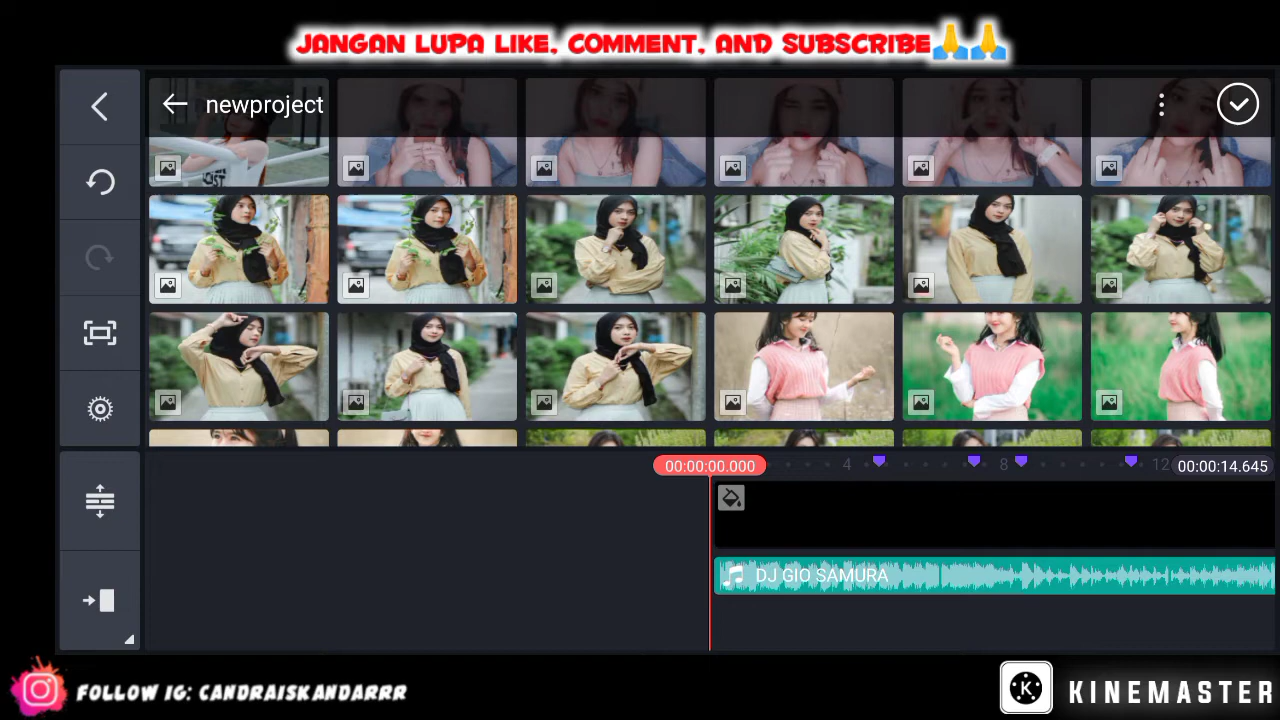 JANGAN LUPA LIKE, COMMENT, AND SUBSCRIBE🙏🙏
newproject
00:00:00.000
4
8
12
00:00:14.645
DJ GIO SAMURA
FOLLOW IG: CANDRAISKANDARRR
K
KINEMASTER